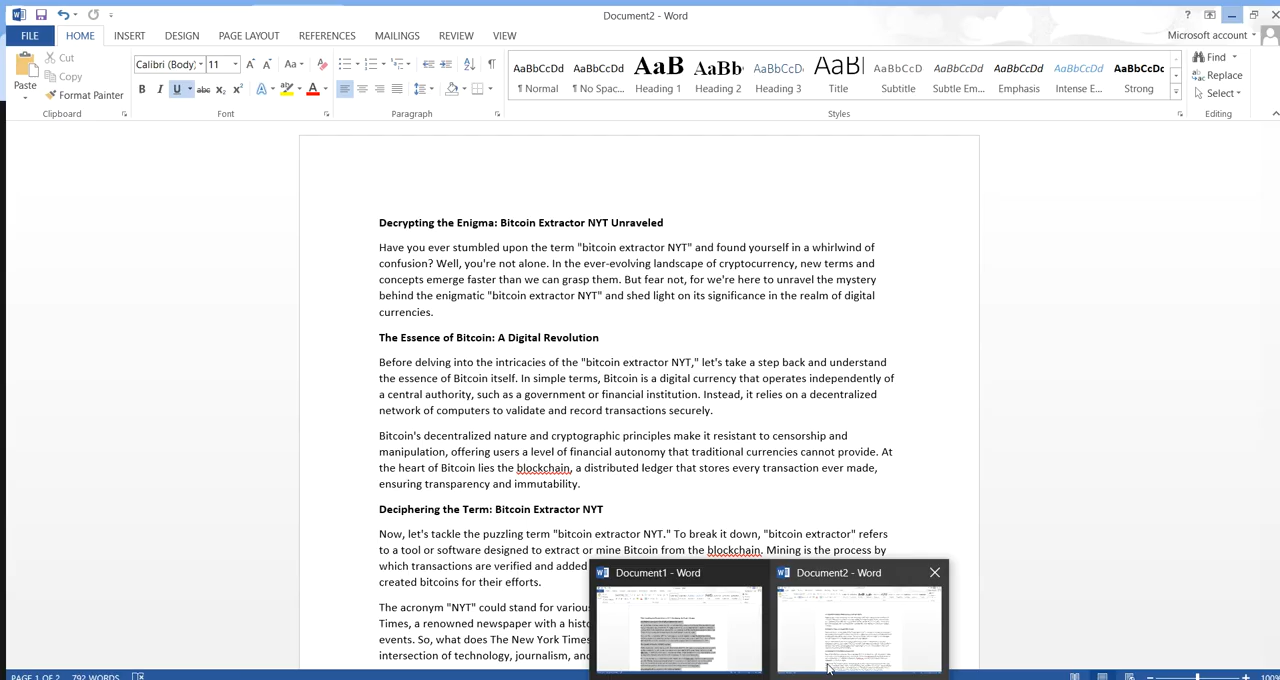 Document2 - Word
?
FILE HOME INSERT DESIGN PAGE LAYOUT REFERENCES MAILINGS REVIEW VIEW
Microsoft account
Paste
Cut
Copy
Format Painter
Clipboard
Calibri (Body) 11
Aa
B I U abc x₂ x²
A ab A
Font
Paragraph
AaBbCcDd AaBbCcDd AaB AaBb AaBbCcD AaB AaBbCcD AaBbCcDd AaBbCcDd AaBbCcDd AaBbCcDc
¶ Normal ¶ No Spac... Heading 1 Heading 2 Heading 3 Title Subtitle Subtle Em... Emphasis Intense E... Strong
Styles
Find
Replace
Select
Editing
Decrypting the Enigma: Bitcoin Extractor NYT Unraveled
Have you ever stumbled upon the term "bitcoin extractor NYT" and found yourself in a whirlwind of
confusion? Well, you're not alone. In the ever-evolving landscape of cryptocurrency, new terms and
concepts emerge faster than we can grasp them. But fear not, for we're here to unravel the mystery
behind the enigmatic "bitcoin extractor NYT" and shed light on its significance in the realm of digital
currencies.
The Essence of Bitcoin: A Digital Revolution
Before delving into the intricacies of the "bitcoin extractor NYT," let's take a step back and understand
the essence of Bitcoin itself. In simple terms, Bitcoin is a digital currency that operates independently of
a central authority, such as a government or financial institution. Instead, it relies on a decentralized
network of computers to validate and record transactions securely.
Bitcoin's decentralized nature and cryptographic principles make it resistant to censorship and
manipulation, offering users a level of financial autonomy that traditional currencies cannot provide. At
the heart of Bitcoin lies the blockchain, a distributed ledger that stores every transaction ever made,
ensuring transparency and immutability.
Deciphering the Term: Bitcoin Extractor NYT
Now, let's tackle the puzzling term "bitcoin extractor NYT." To break it down, "bitcoin extractor" refers
to a tool or software designed to extract or mine Bitcoin from the blockchain. Mining is the process by
which transactions are verified and added
created bitcoins for their efforts.
The acronym "NYT" could stand for various
Times, a renowned newspaper with a histo
events. So, what does The New York Times
intersection of technology, journalism,
Document1 - Word
Document2 - Word
PAGE 1 OF 2 792 WORDS
100%